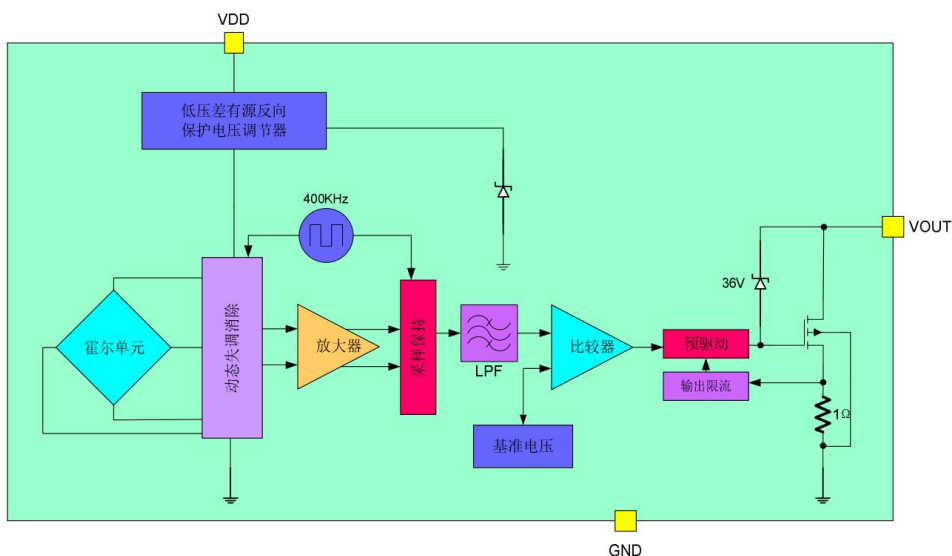 VDD
低压差有源反向
保护电压调节器
400KHz
VOUT
36V
霍尔单元
动态失调消除
放大器
采样保持
LPF
比较器
预驱动
输出限流
1Ω
基准电压
GND